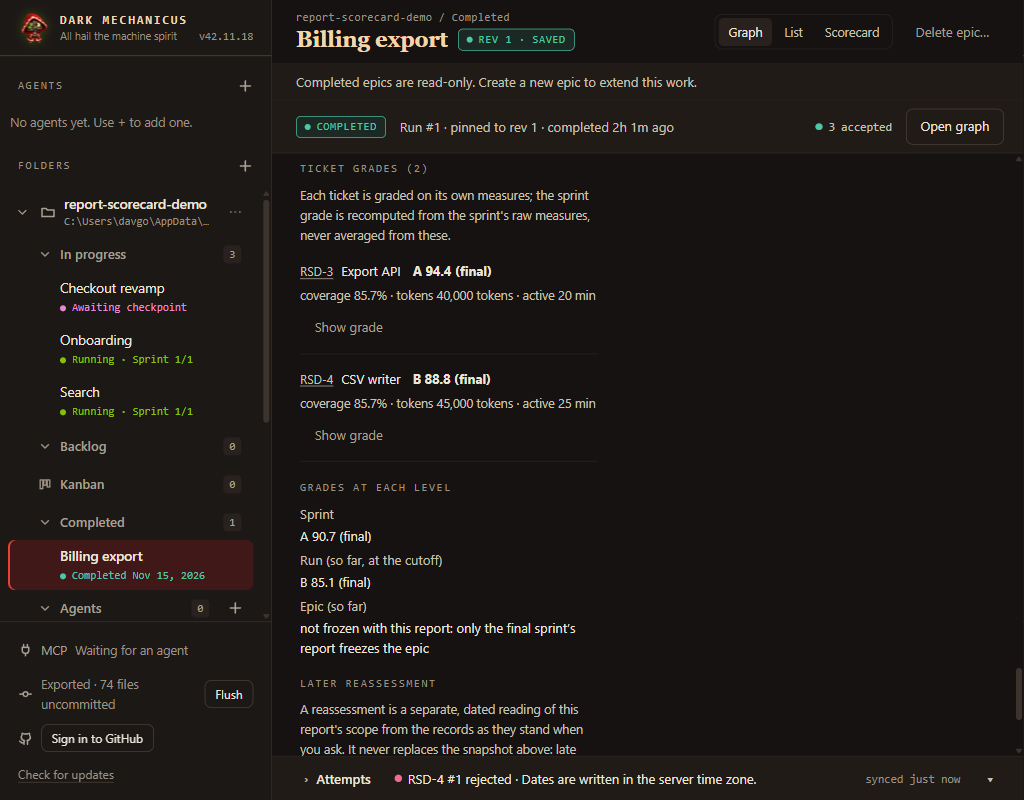 DARK MECHANICUS
All hail the machine spirit v42.11.18
AGENTS
No agents yet. Use + to add one.
FOLDERS
report-scorecard-demo
C:\Users\davgo\AppData\…
In progress 3
Checkout revamp
Awaiting checkpoint
Onboarding
Running · Sprint 1/1
Search
Running · Sprint 1/1
Backlog 0
Kanban 0
Completed 1
Billing export
Completed Nov 15, 2026
Agents 0
MCP Waiting for an agent
Exported · 74 files
uncommitted
Flush
Sign in to GitHub
Check for updates
report-scorecard-demo / Completed
Billing export REV 1 · SAVED
Graph List Scorecard Delete epic…
Completed epics are read-only. Create a new epic to extend this work.
COMPLETED Run #1 · pinned to rev 1 · completed 2h 1m ago 3 accepted Open graph
TICKET GRADES (2)
Each ticket is graded on its own measures; the sprint
grade is recomputed from the sprint's raw measures,
never averaged from these.
RSD-3 Export API A 94.4 (final)
coverage 85.7% · tokens 40,000 tokens · active 20 min
Show grade
RSD-4 CSV writer B 88.8 (final)
coverage 85.7% · tokens 45,000 tokens · active 25 min
Show grade
GRADES AT EACH LEVEL
Sprint
A 90.7 (final)
Run (so far, at the cutoff)
B 85.1 (final)
Epic (so far)
not frozen with this report: only the final sprint's
report freezes the epic
LATER REASSESSMENT
A reassessment is a separate, dated reading of this
report's scope from the records as they stand when
you ask. It never replaces the snapshot above: late
Attempts RSD-4 #1 rejected · Dates are written in the server time zone. synced just now